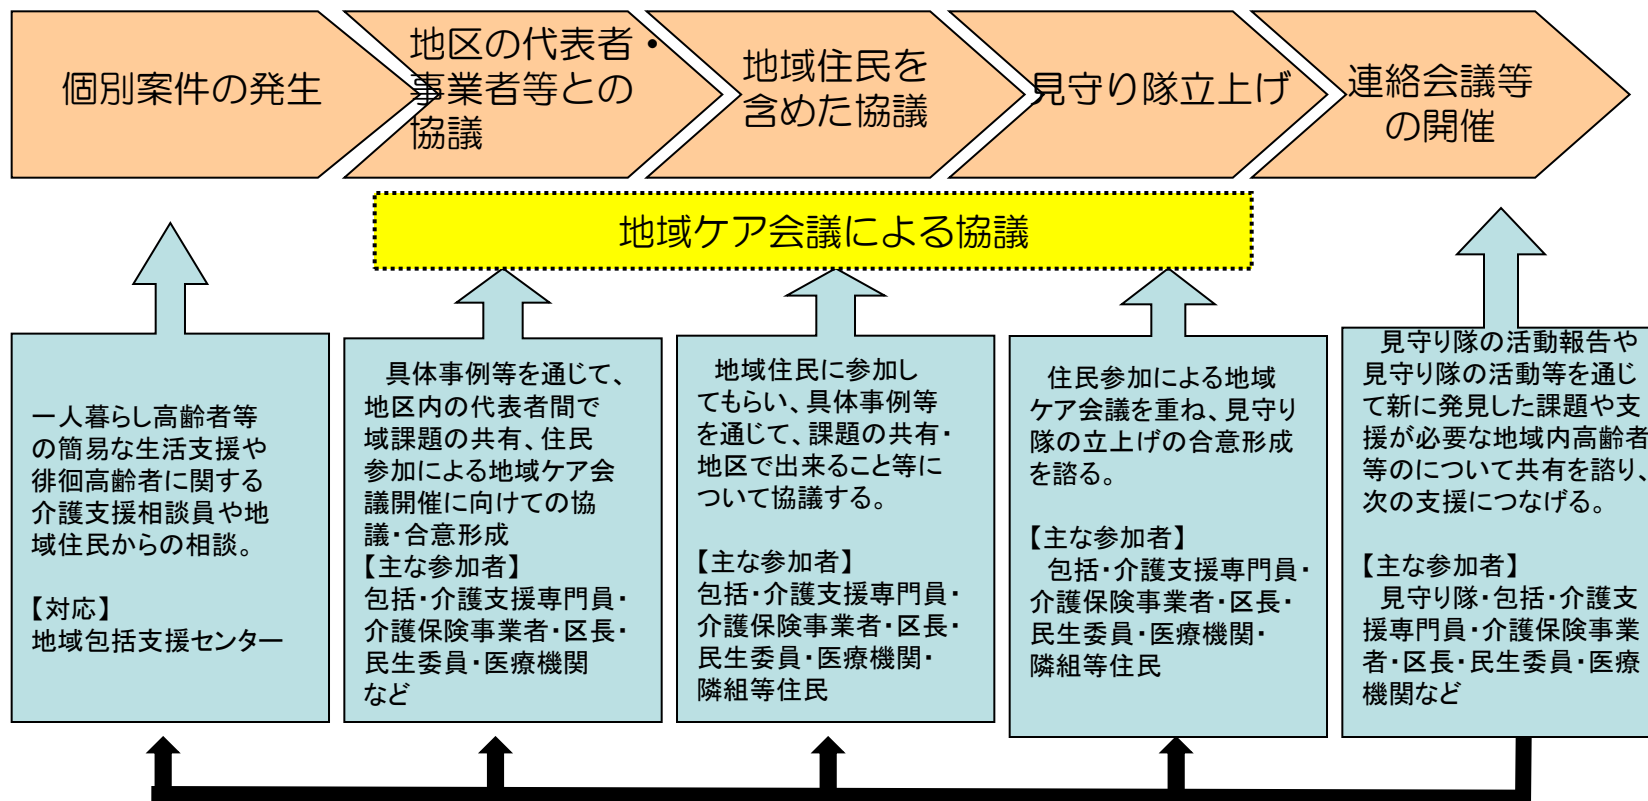 個別案件の発生
地区の代表者・
事業者等との
協議
地域住民を
含めた協議
見守り隊立上げ
連絡会議等
の開催
地域ケア会議による協議
一人暮らし高齢者等
の簡易な生活支援や
徘徊高齢者に関する
介護支援相談員や地
域住民からの相談。
【対応】
地域包括支援センター
具体事例等を通じて、
地区内の代表者間で
域課題の共有、住民
参加による地域ケア会
議開催に向けての協
議・合意形成
【主な参加者】
包括・介護支援専門員・
介護保険事業者・区長・
民生委員・医療機関
など
地域住民に参加し
てもらい、具体事例等
を通じて、課題の共有・
地区で出来ること等に
ついて協議する。
【主な参加者】
包括・介護支援専門員・
介護保険事業者・区長・
民生委員・医療機関・
隣組等住民
住民参加による地域
ケア会議を重ね、見守り
隊の立上げの合意形成
を諮る。
【主な参加者】
包括・介護支援専門員・
介護保険事業者・区長・
民生委員・医療機関・
隣組等住民
見守り隊の活動報告や
見守り隊の活動等を通じ
て新に発見した課題や支
援が必要な地域内高齢者
等のについて共有を諮り、
次の支援につなげる。
【主な参加者】
見守り隊・包括・介護支
援専門員・介護保険事業
者・区長・民生委員・医療
機関など